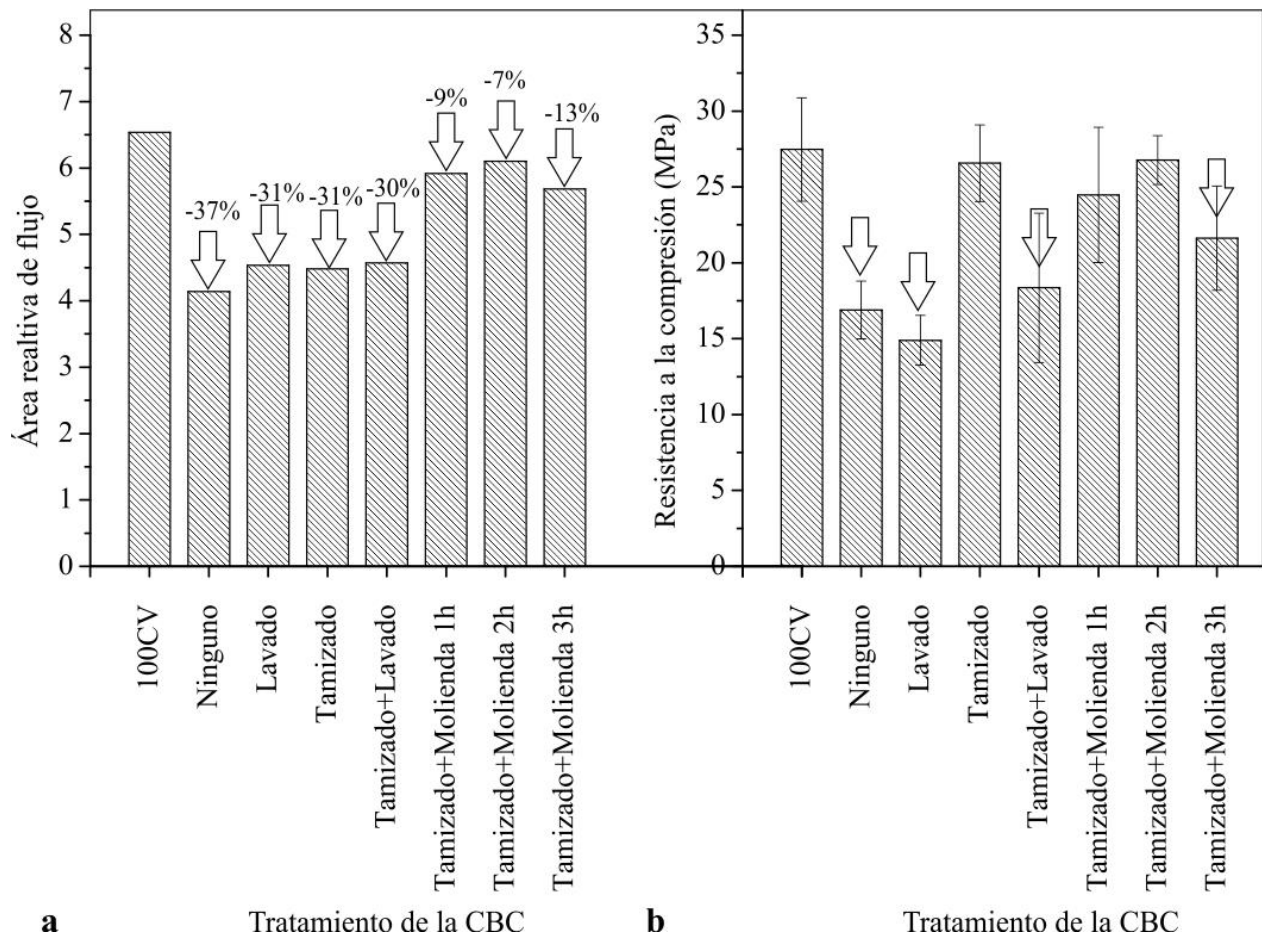 Área realtiva de flujo
8
7
6
5
4
3
2
1
0
-37%
-31%
-31%
-30%
-9%
-7%
-13%
100CV
Ninguno
Lavado
Tamizado
Tamizado+Lavado
Tamizado+Molienda 1h
Tamizado+Molienda 2h
Tamizado+Molienda 3h
a
Tratamiento de la CBC
Resistencia a la compresión (MPa)
35
30
25
20
15
10
5
0
100CV
Ninguno
Lavado
Tamizado
Tamizado+Lavado
Tamizado+Molienda 1h
Tamizado+Molienda 2h
Tamizado+Molienda 3h
b
Tratamiento de la CBC